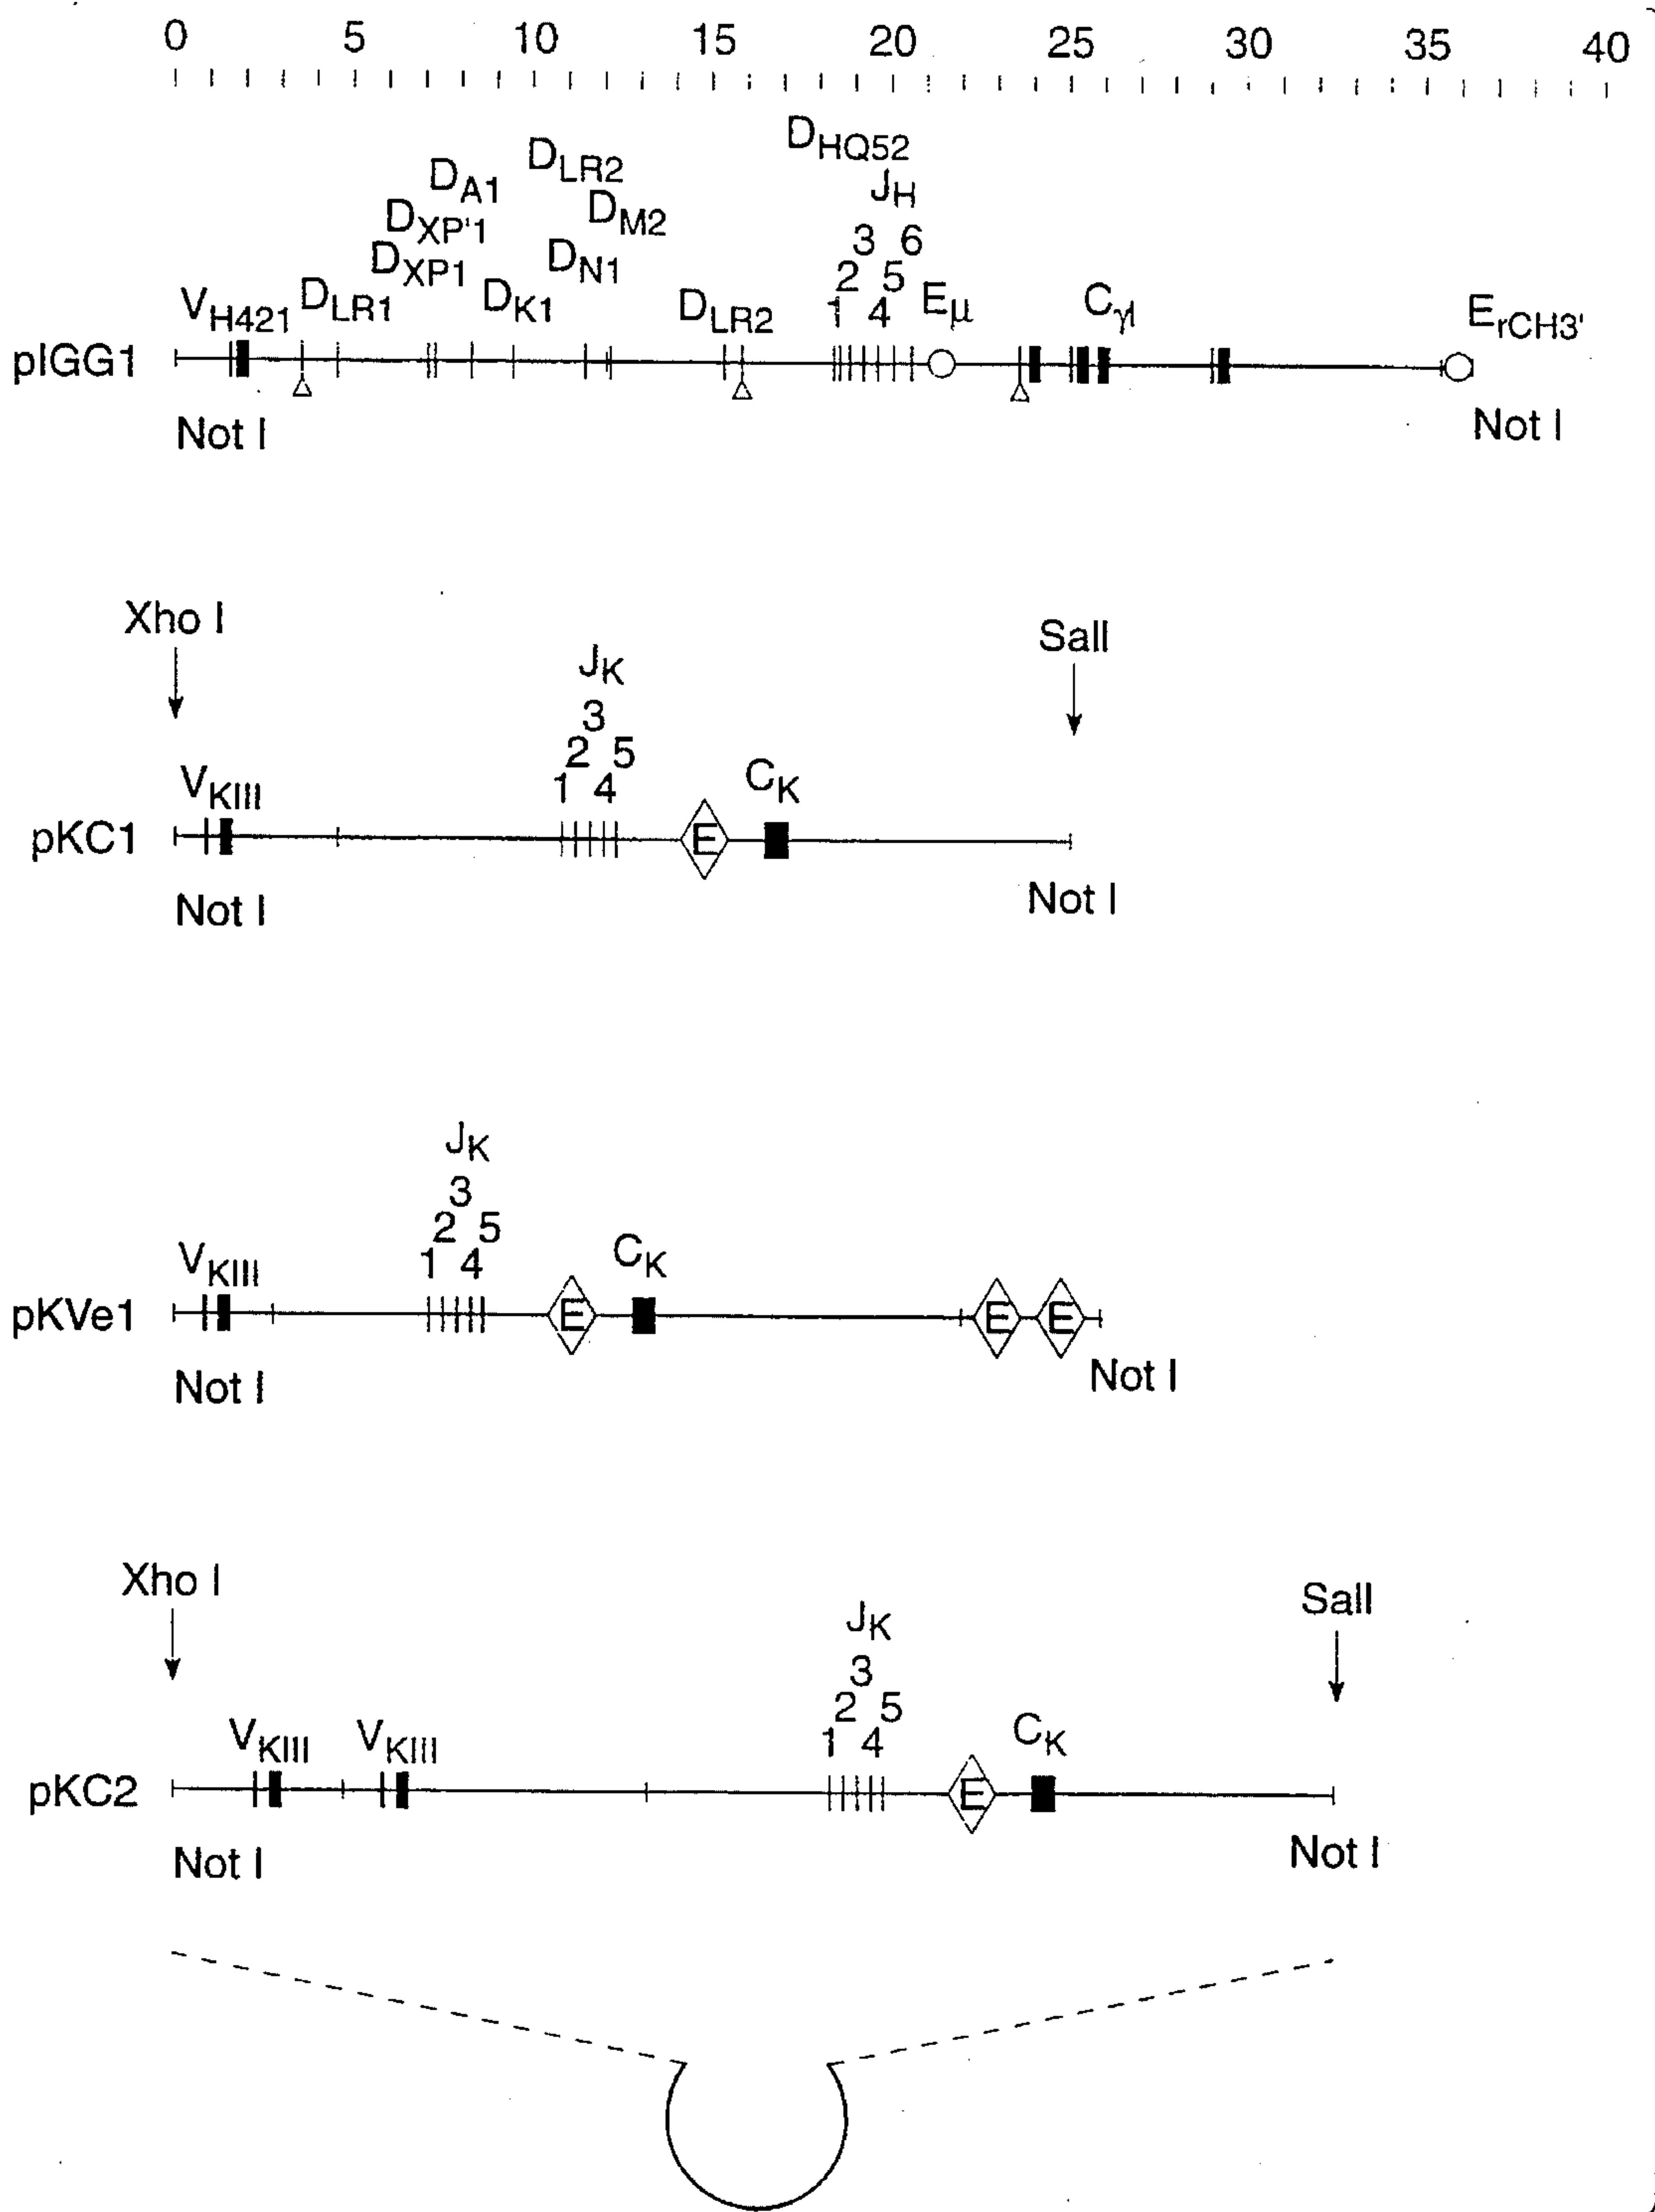 0 5 10 15 20 25 30 35 40
DHQ52
DLR2
DA1
JH
DXP'1
DM2
3 6
DXP1
DN1
2 5
VH421
DLR1
DK1
DLR2
1 4
Eμ
Cγl
ErCH3'
pIGG1
Not I
Not I
Xho I
SalI
JK
3
2 5
VKIII
1 4
CK
pKC1
E
Not I
Not I
JK
3
2 5
VKIII
1 4
CK
pKVe1
E
E
E
Not I
Not I
Xho I
SalI
JK
3
2 5
VKIII
VKIII
1 4
CK
pKC2
E
Not I
Not I